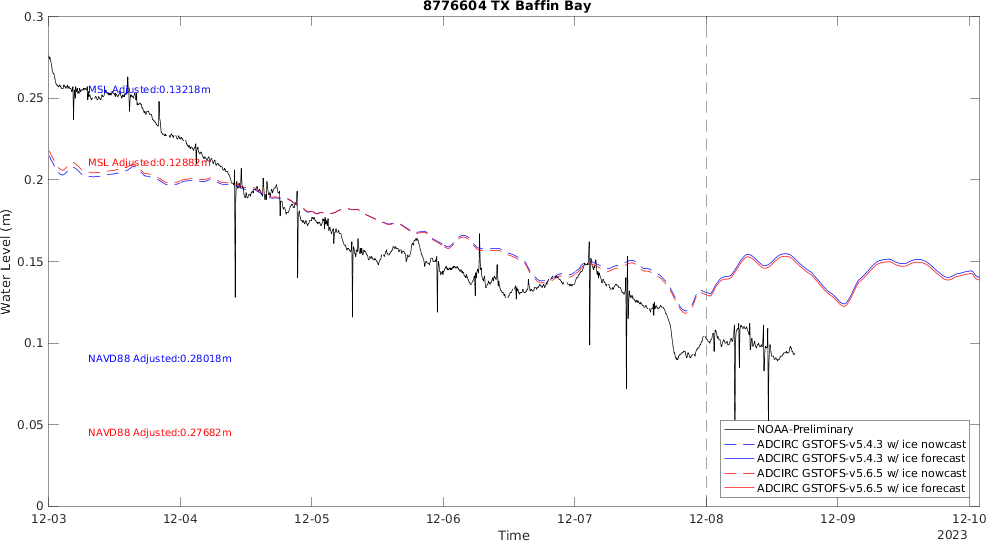 8776604 TX Baffin Bay
0.3
0.25
0.2
0.15
0.1
0.05
0
Water Level (m)
MSL Adjusted:0.13218m
MSL Adjusted:0.12882m
NAVD88 Adjusted:0.28018m
NAVD88 Adjusted:0.27682m
NOAA-Preliminary
ADCIRC GSTOFS-v5.4.3 w/ ice nowcast
ADCIRC GSTOFS-v5.4.3 w/ ice forecast
ADCIRC GSTOFS-v5.6.5 w/ ice nowcast
ADCIRC GSTOFS-v5.6.5 w/ ice forecast
12-03 12-04 12-05 12-06 12-07 12-08 12-09 12-10
Time
2023